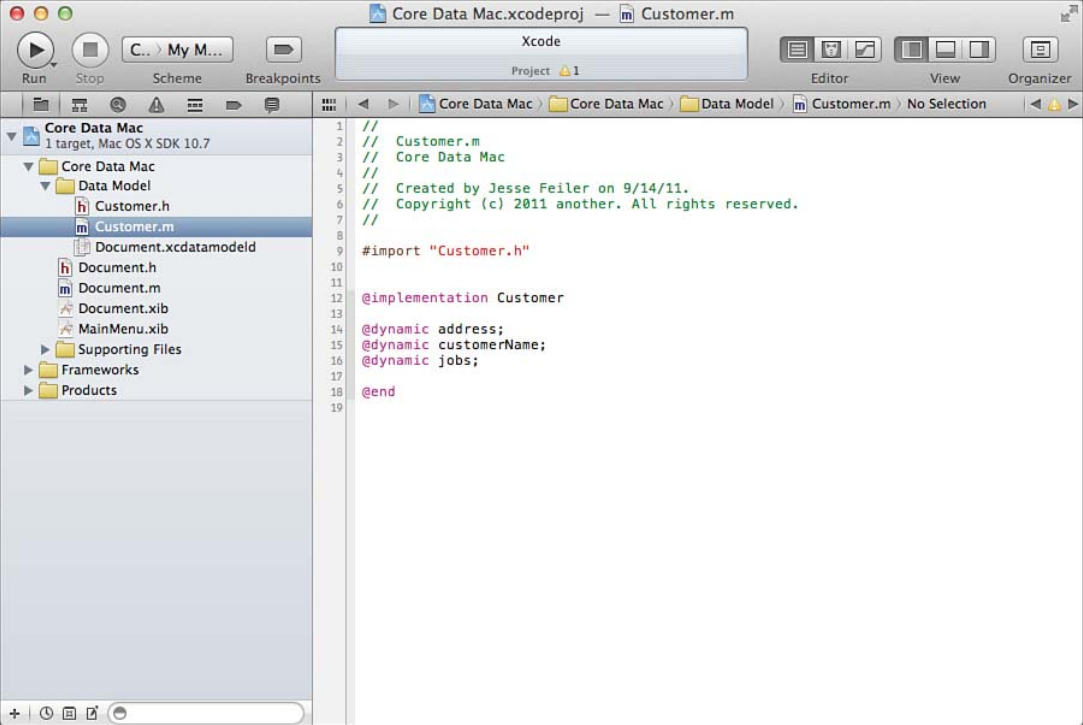 Core Data Mac.xcodeproj — m Customer.m
Run
Stop
C.. › My M...
Scheme
Breakpoints
Xcode
Project 1
Editor
View
Organizer
Core Data Mac › Core Data Mac › Data Model › m Customer.m › No Selection
Core Data Mac
1 target, Mac OS X SDK 10.7
Core Data Mac
Data Model
h Customer.h
m Customer.m
Document.xcdatamodeld
h Document.h
m Document.m
Document.xib
MainMenu.xib
Supporting Files
Frameworks
Products
1 //
2 //  Customer.m
3 //  Core Data Mac
4 //
5 //  Created by Jesse Feiler on 9/14/11.
6 //  Copyright (c) 2011 another. All rights reserved.
7 //
8
9 #import "Customer.h"
10
11
12 @implementation Customer
13
14 @dynamic address;
15 @dynamic customerName;
16 @dynamic jobs;
17
18 @end
19